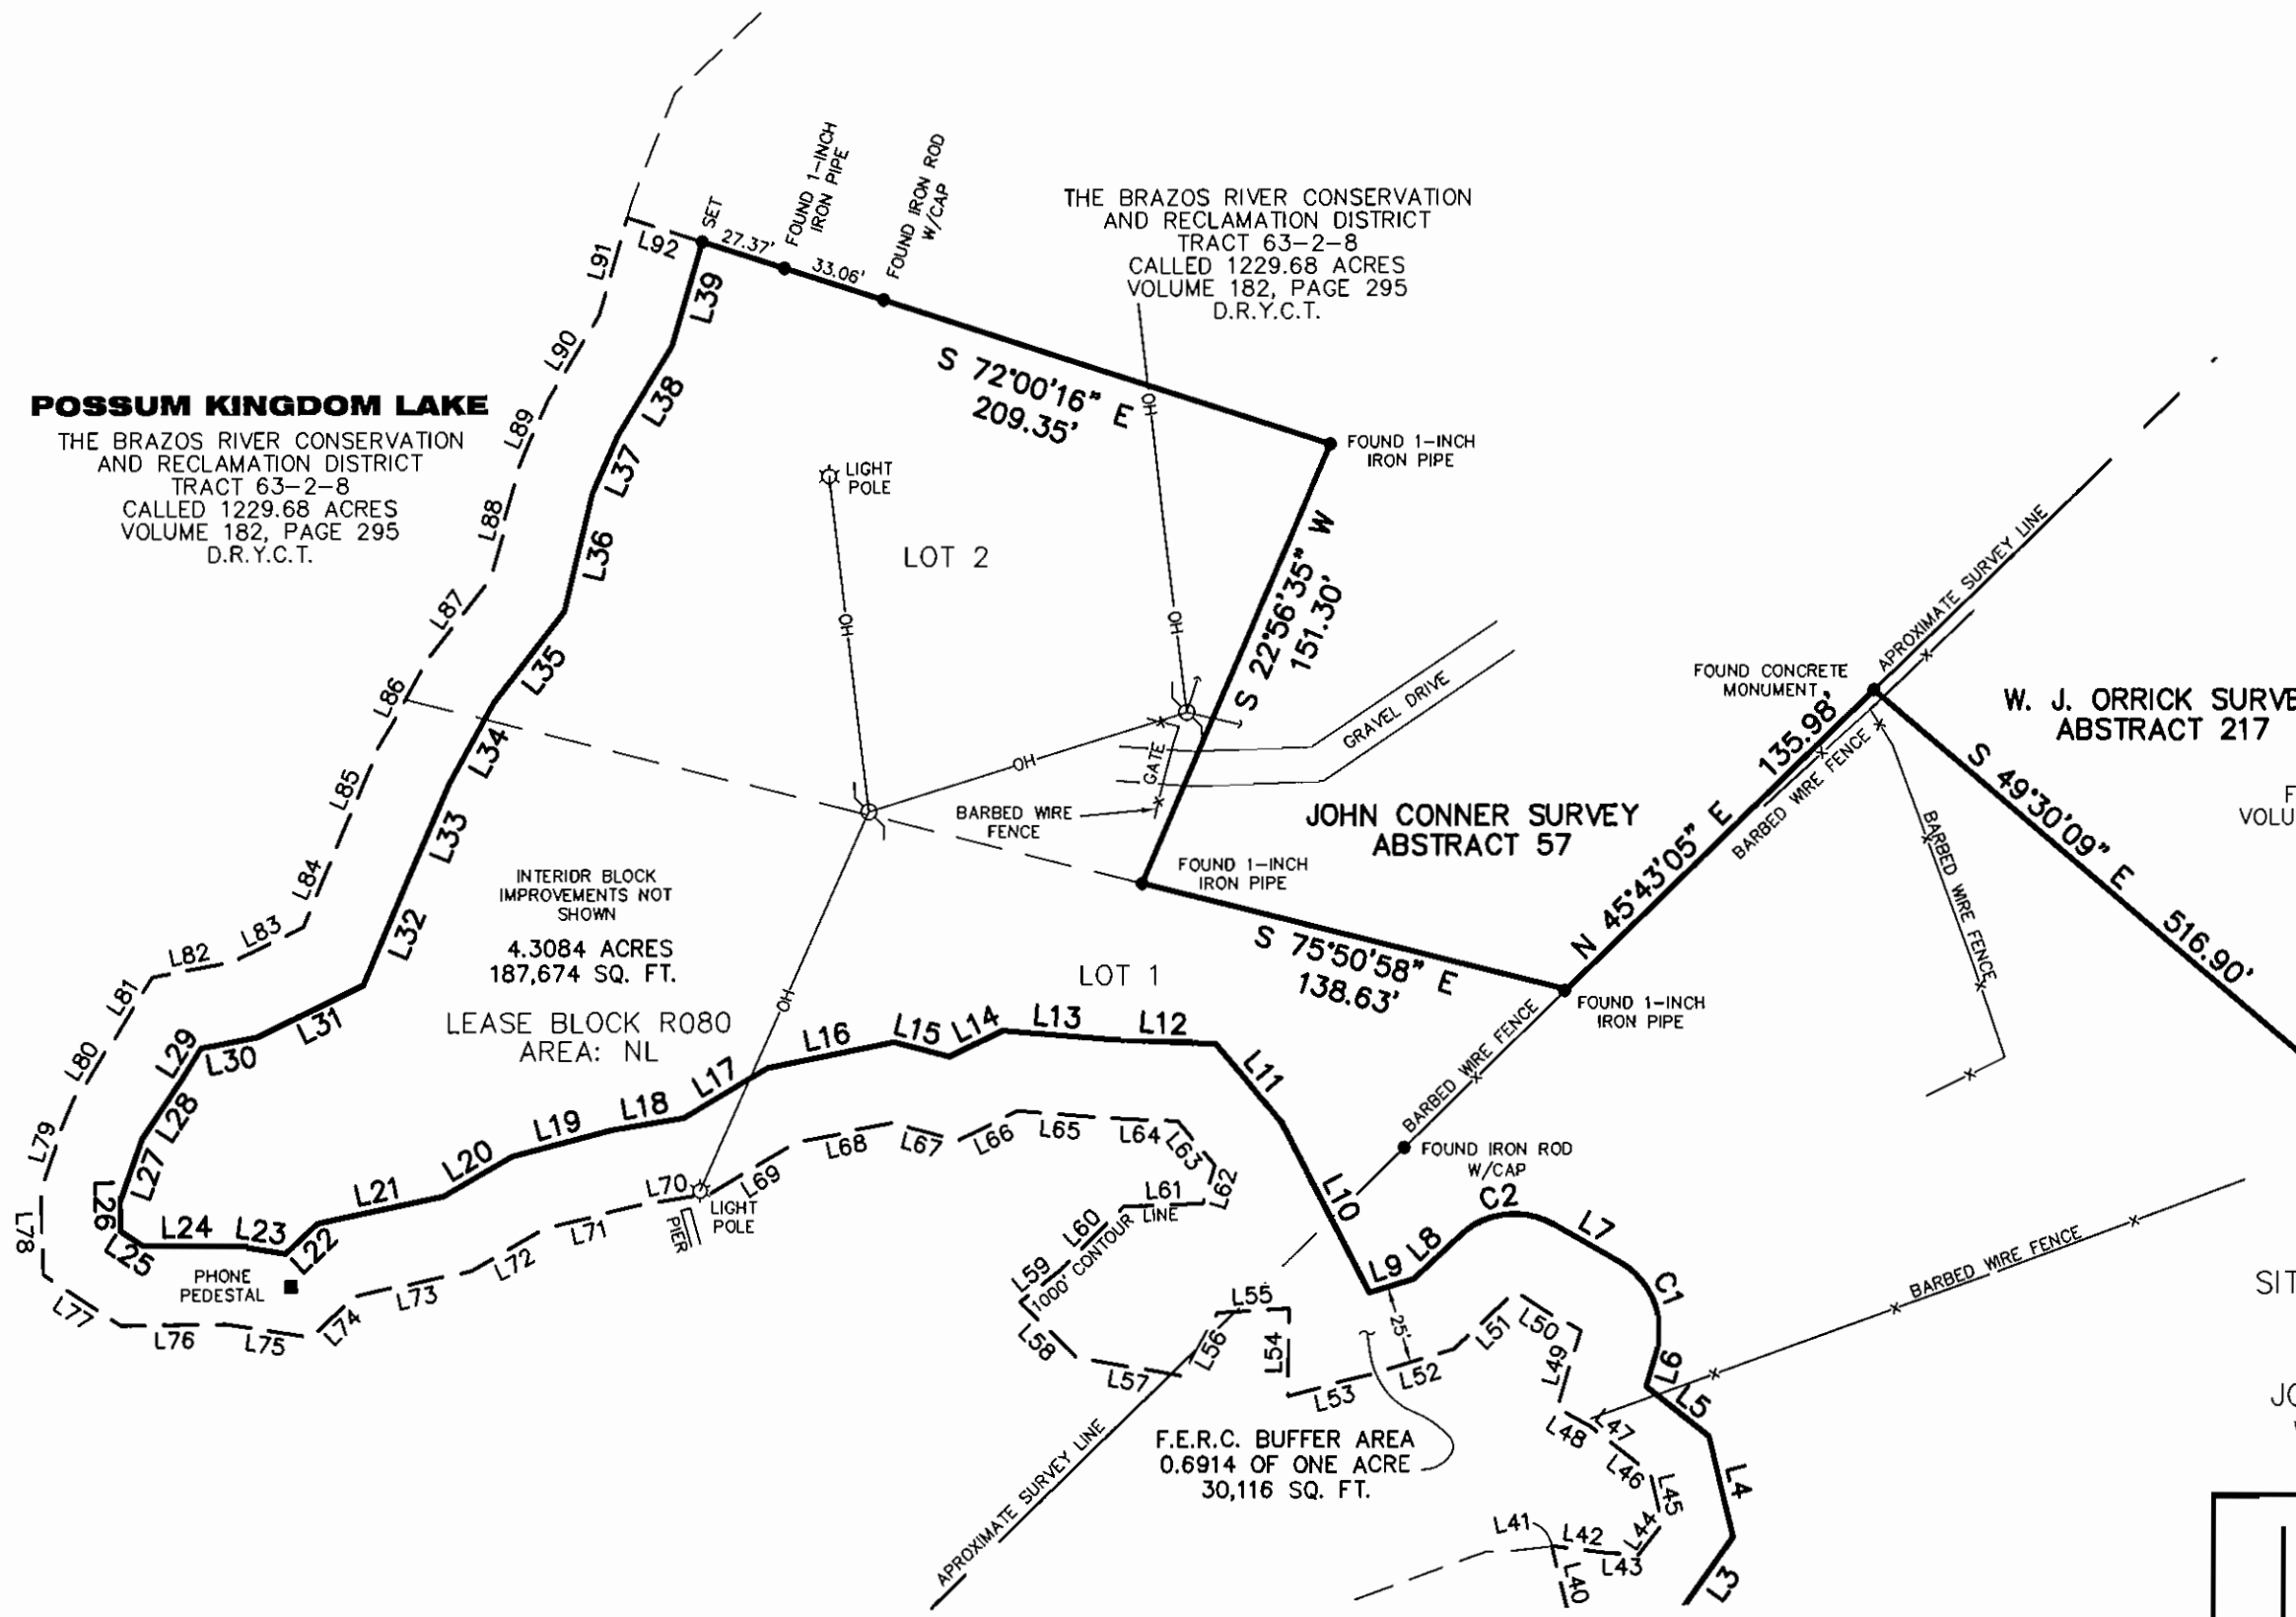 SET
27.37'
FOUND 1-INCH
IRON PIPE
33.06'
FOUND IRON ROD
W/CAP
THE BRAZOS RIVER CONSERVATION
AND RECLAMATION DISTRICT
TRACT 63-2-8
CALLED 1229.68 ACRES
VOLUME 182, PAGE 295
D.R.Y.C.T.
L92
L91
L90
L89
L88
L87
L86
L85
L84
L83
L82
L81
L80
L79
L78
L77
L76
L75
L74
L73
L72
L71
L70
L69
L68
L67
L66
L65
L64
L63
L62
L61
L60
L59
L58
L57
L56
L55
L54
L53
L52
L51
L50
L49
L48
L47
L46
L45
L44
L43
L42
L41
L40
L39
L38
L37
L36
L35
L34
L33
L32
L31
L30
L29
L28
L27
L26
L25
L24
L23
L22
L21
L20
L19
L18
L17
L16
L15
L14
L13
L12
L11
L10
L9
L8
C2
L7
C1
L6
L5
L4
L3
POSSUM KINGDOM LAKE
THE BRAZOS RIVER CONSERVATION
AND RECLAMATION DISTRICT
TRACT 63-2-8
CALLED 1229.68 ACRES
VOLUME 182, PAGE 295
D.R.Y.C.T.
S 72°00'16" E
209.35'
OH
FOUND 1-INCH
IRON PIPE
LIGHT
POLE
LOT 2
OH
OH
S 22°56'35" W
151.30'
GRAVEL DRIVE
GATE
OH
BARBED WIRE
FENCE
JOHN CONNER SURVEY
ABSTRACT 57
FOUND 1-INCH
IRON PIPE
S 75°50'58" E
138.63'
FOUND CONCRETE
MONUMENT
APROXIMATE SURVEY LINE
N 45°43'05" E 135.98'
BARBED WIRE FENCE
W. J. ORRICK SURVE
ABSTRACT 217
F
VOLU
S 49°30'09" E 516.90'
BARBED WIRE FENCE
INTERIOR BLOCK
IMPROVEMENTS NOT
SHOWN
4.3084 ACRES
187,674 SQ. FT.
LEASE BLOCK R080
AREA: NL
OH
LOT 1
FOUND 1-INCH
IRON PIPE
BARBED WIRE FENCE
FOUND IRON ROD
W/CAP
BARBED WIRE FENCE
LIGHT
POLE
PIER
PHONE
PEDESTAL
1000' CONTOUR LINE
25'
APROXIMATE SURVEY LINE
F.E.R.C. BUFFER AREA
0.6914 OF ONE ACRE
30,116 SQ. FT.
SIT
JO